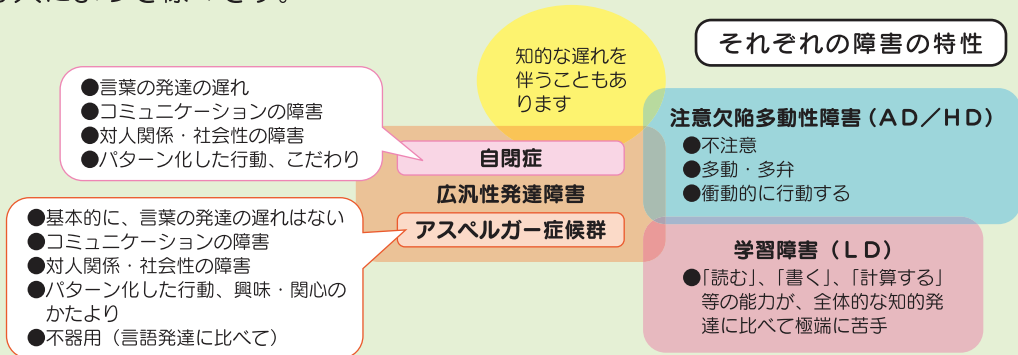 それぞれの障害の特性
知的な遅れを
伴うこともあ
ります
●言葉の発達の遅れ
●コミュニケーションの障害
●対人関係・社会性の障害
●パターン化した行動、こだわり
自閉症
広汎性発達障害
アスペルガー症候群
●基本的に、言葉の発達の遅れはない
●コミュニケーションの障害
●対人関係・社会性の障害
●パターン化した行動、興味・関心の
かたより
●不器用（言語発達に比べて）
注意欠陥多動性障害（ＡＤ／ＨＤ）
●不注意
●多動・多弁
●衝動的に行動する
学習障害（ＬＤ）
●「読む」、「書く」、「計算する」
等の能力が、全体的な知的発
達に比べて極端に苦手